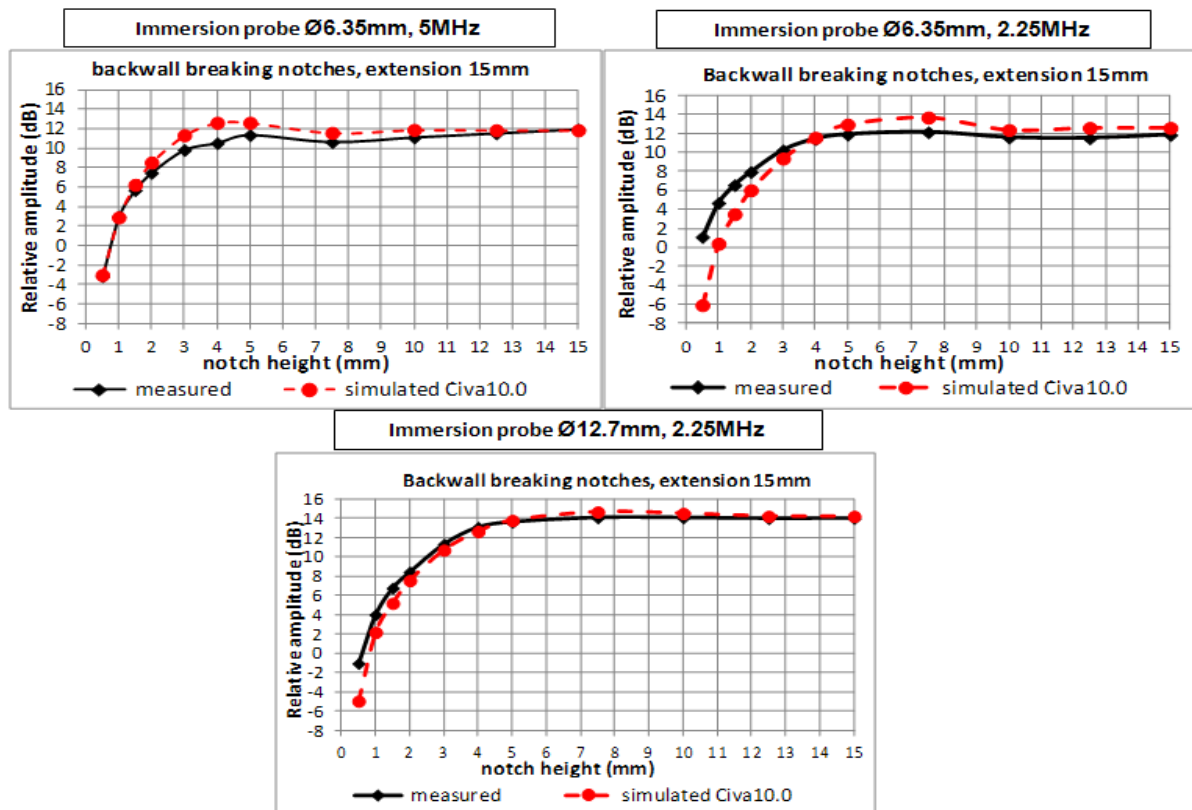 Immersion probe Ø6.35mm, 5MHz
backwall breaking notches, extension 15mm
Relative amplitude (dB)
16
14
12
10
8
6
4
2
0
-2
-4
-6
-8
0 1 2 3 4 5 6 7 8 9 10 11 12 13 14 15
notch height (mm)
measured simulated Civa10.0
Immersion probe Ø6.35mm, 2.25MHz
Backwall breaking notches, extension 15mm
Relative amplitude (dB)
16
14
12
10
8
6
4
2
0
-2
-4
-6
-8
0 1 2 3 4 5 6 7 8 9 10 11 12 13 14 15
notch height (mm)
measured simulated Civa10.0
Immersion probe Ø12.7mm, 2.25MHz
Backwall breaking notches, extension 15mm
Relative amplitude (dB)
16
14
12
10
8
6
4
2
0
-2
-4
-6
-8
0 1 2 3 4 5 6 7 8 9 10 11 12 13 14 15
notch height (mm)
measured simulated Civa10.0